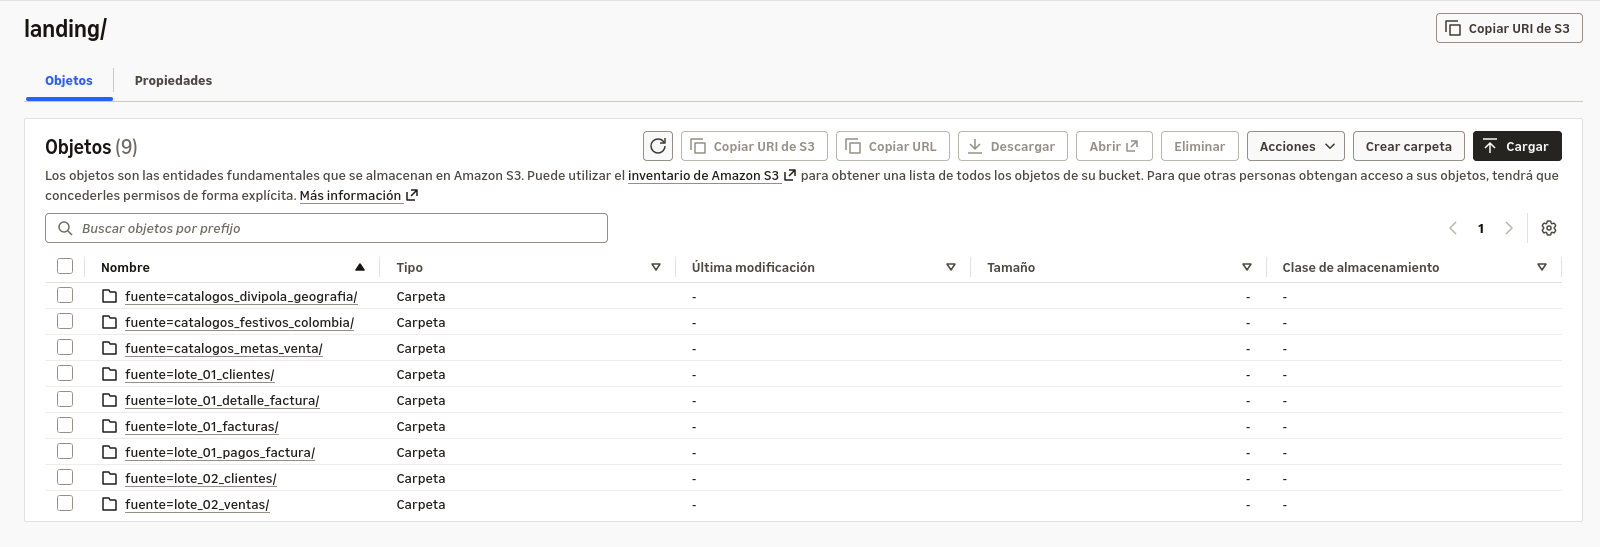 landing/
Copiar URI de S3
Objetos
Propiedades
Objetos (9)
Copiar URI de S3
Copiar URL
Descargar
Abrir
Eliminar
Acciones
Crear carpeta
Cargar
Los objetos son las entidades fundamentales que se almacenan en Amazon S3. Puede utilizar el inventario de Amazon S3 para obtener una lista de todos los objetos de su bucket. Para que otras personas obtengan acceso a sus objetos, tendrá que
concederles permisos de forma explícita. Más información
Buscar objetos por prefijo
1
Nombre Tipo Última modificación Tamaño Clase de almacenamiento
fuente=catalogos_divipola_geografia/ Carpeta - - -
fuente=catalogos_festivos_colombia/ Carpeta - - -
fuente=catalogos_metas_venta/ Carpeta - - -
fuente=lote_01_clientes/ Carpeta - - -
fuente=lote_01_detalle_factura/ Carpeta - - -
fuente=lote_01_facturas/ Carpeta - - -
fuente=lote_01_pagos_factura/ Carpeta - - -
fuente=lote_02_clientes/ Carpeta - - -
fuente=lote_02_ventas/ Carpeta - - -